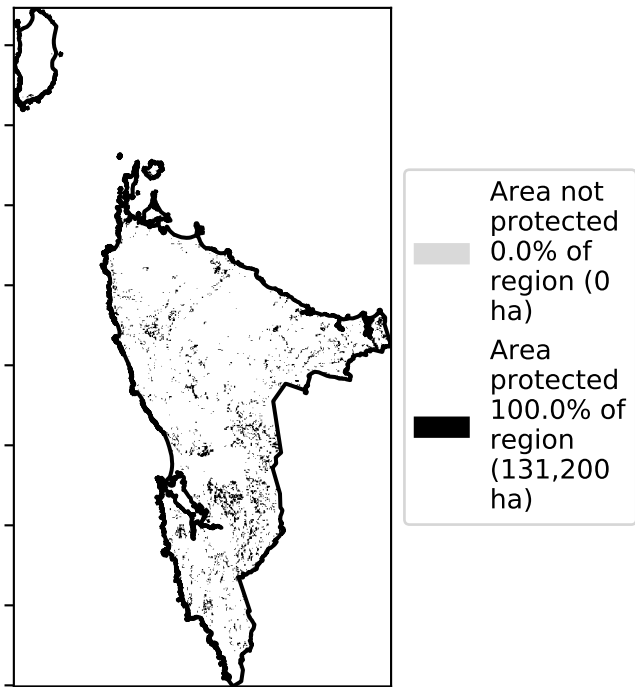 Area not
protected
0.0% of
region (0
ha)
Area
protected
100.0% of
region
(131,200
ha)